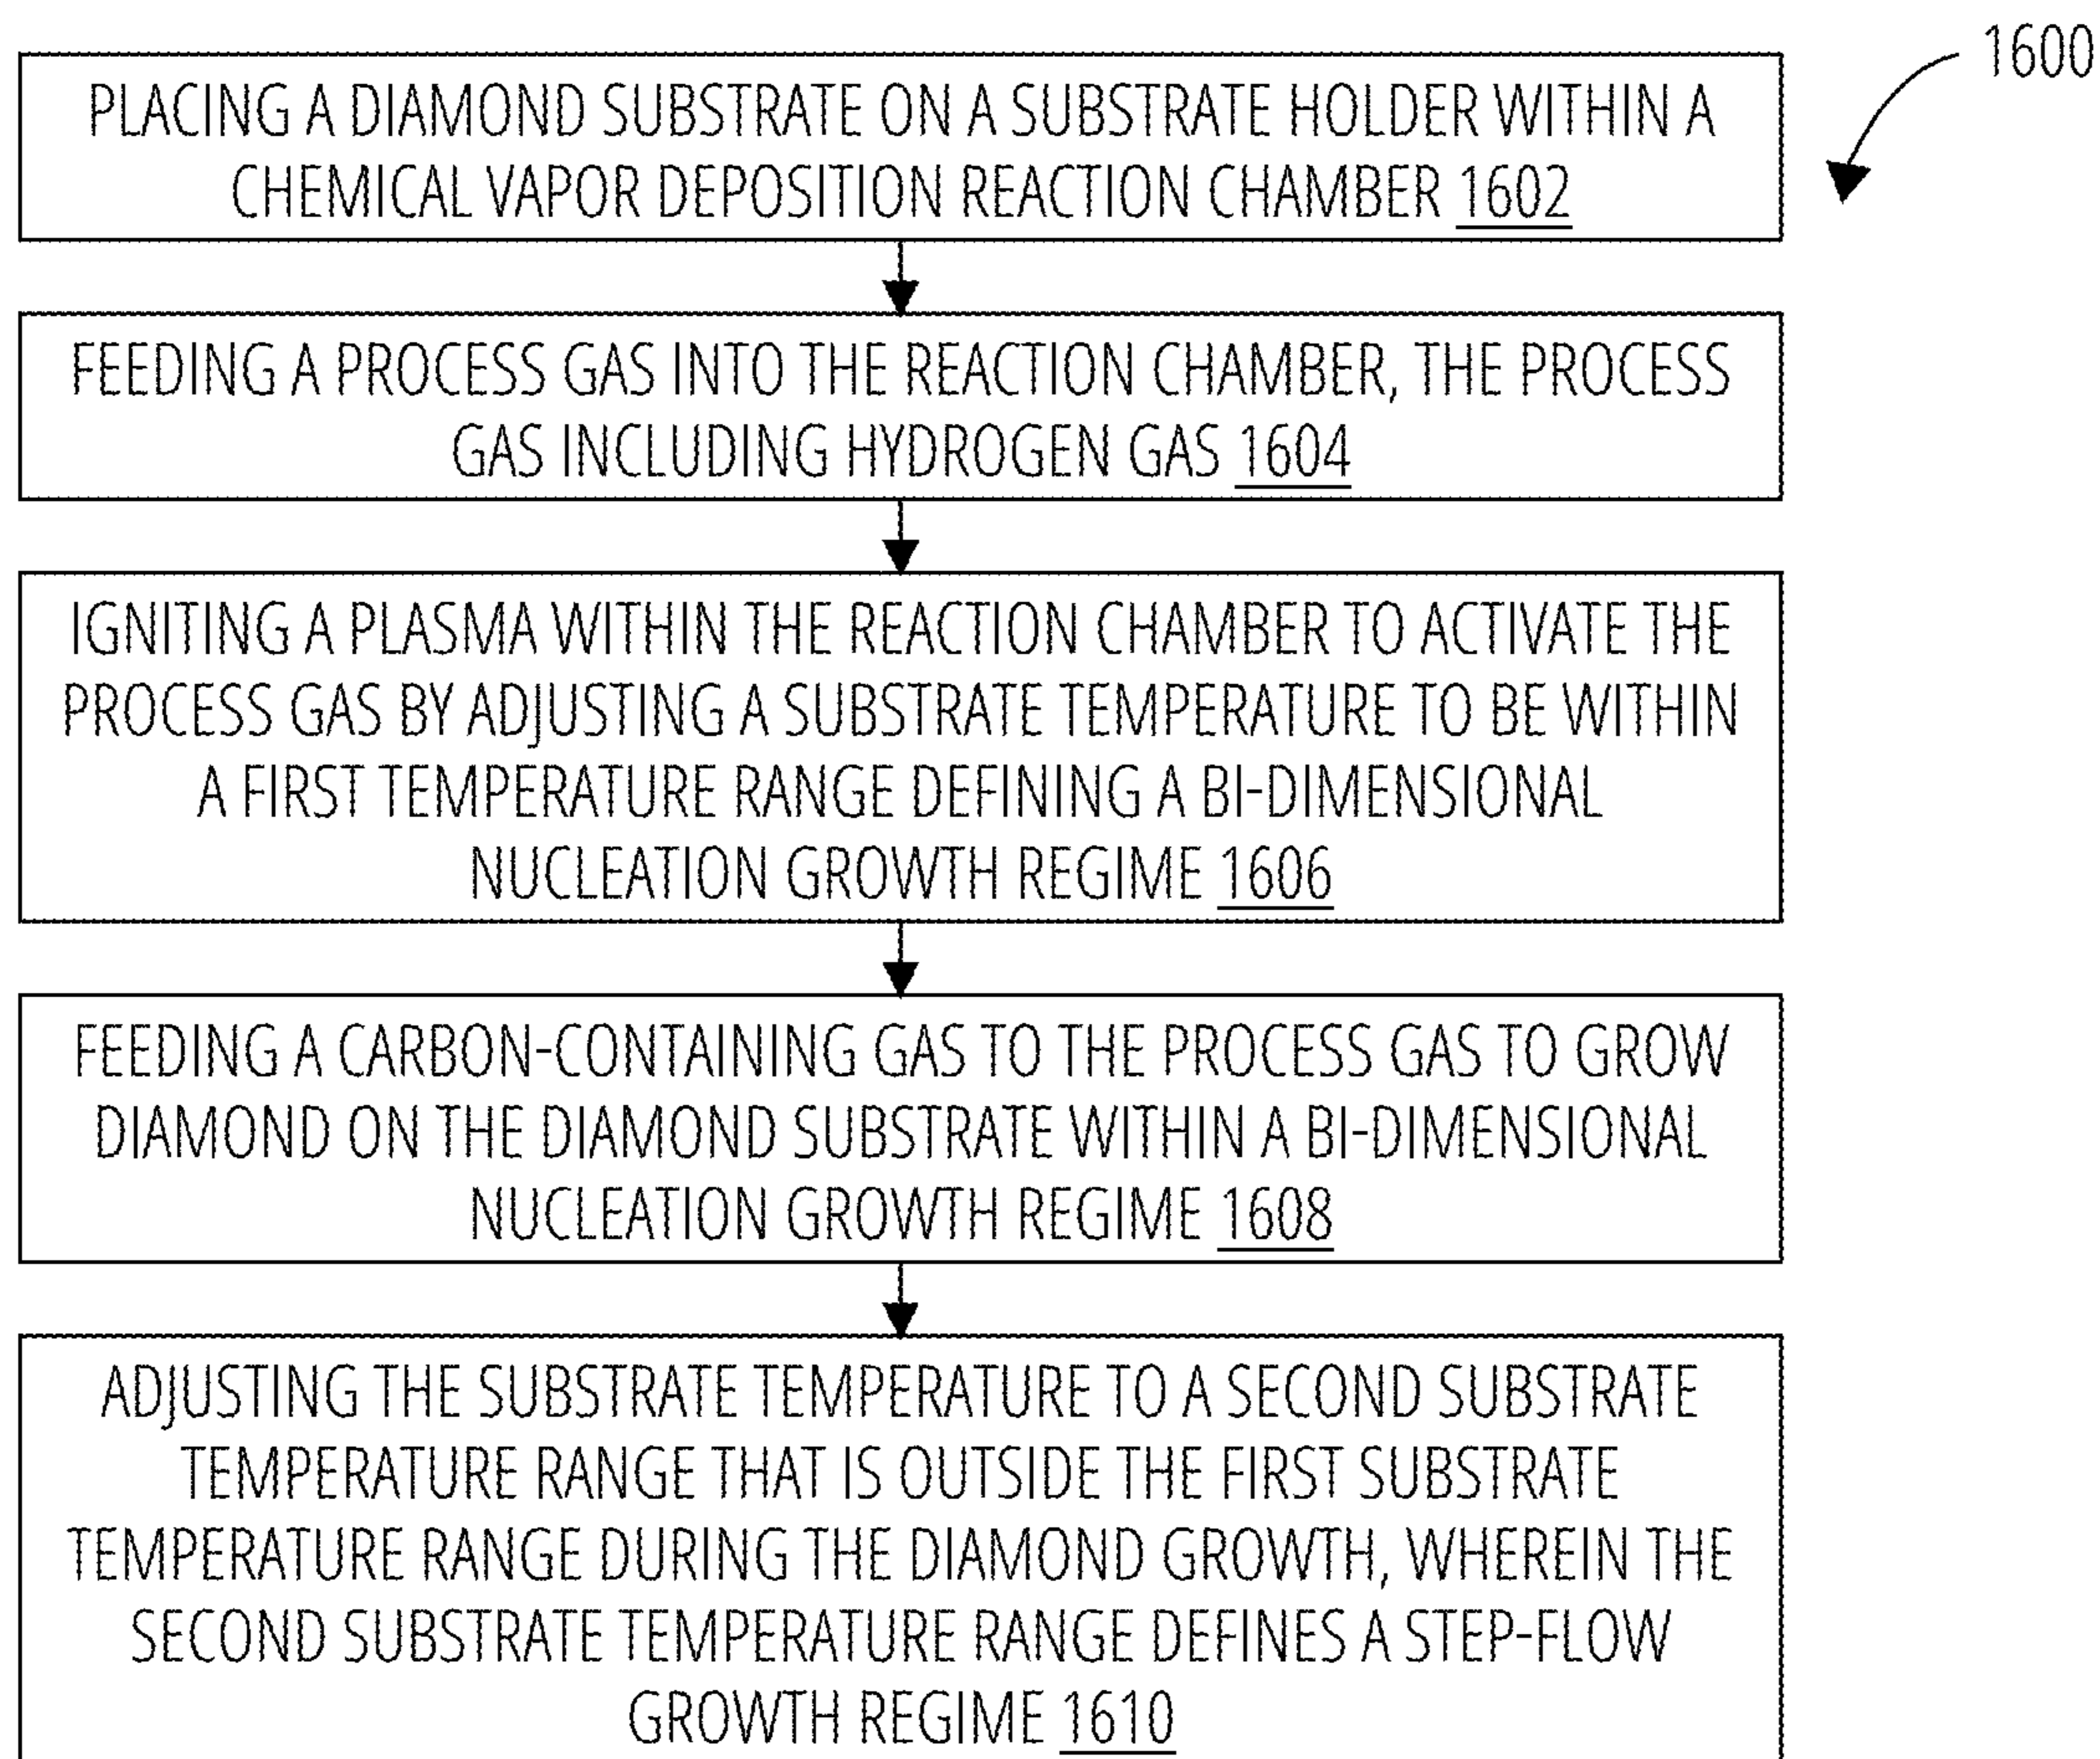 1600
PLACING A DIAMOND SUBSTRATE ON A SUBSTRATE HOLDER WITHIN A
CHEMICAL VAPOR DEPOSITION REACTION CHAMBER 1602
FEEDING A PROCESS GAS INTO THE REACTION CHAMBER, THE PROCESS
GAS INCLUDING HYDROGEN GAS 1604
IGNITING A PLASMA WITHIN THE REACTION CHAMBER TO ACTIVATE THE
PROCESS GAS BY ADJUSTING A SUBSTRATE TEMPERATURE TO BE WITHIN
A FIRST TEMPERATURE RANGE DEFINING A BI-DIMENSIONAL
NUCLEATION GROWTH REGIME 1606
FEEDING A CARBON-CONTAINING GAS TO THE PROCESS GAS TO GROW
DIAMOND ON THE DIAMOND SUBSTRATE WITHIN A BI-DIMENSIONAL
NUCLEATION GROWTH REGIME 1608
ADJUSTING THE SUBSTRATE TEMPERATURE TO A SECOND SUBSTRATE
TEMPERATURE RANGE THAT IS OUTSIDE THE FIRST SUBSTRATE
TEMPERATURE RANGE DURING THE DIAMOND GROWTH, WHEREIN THE
SECOND SUBSTRATE TEMPERATURE RANGE DEFINES A STEP-FLOW
GROWTH REGIME 1610